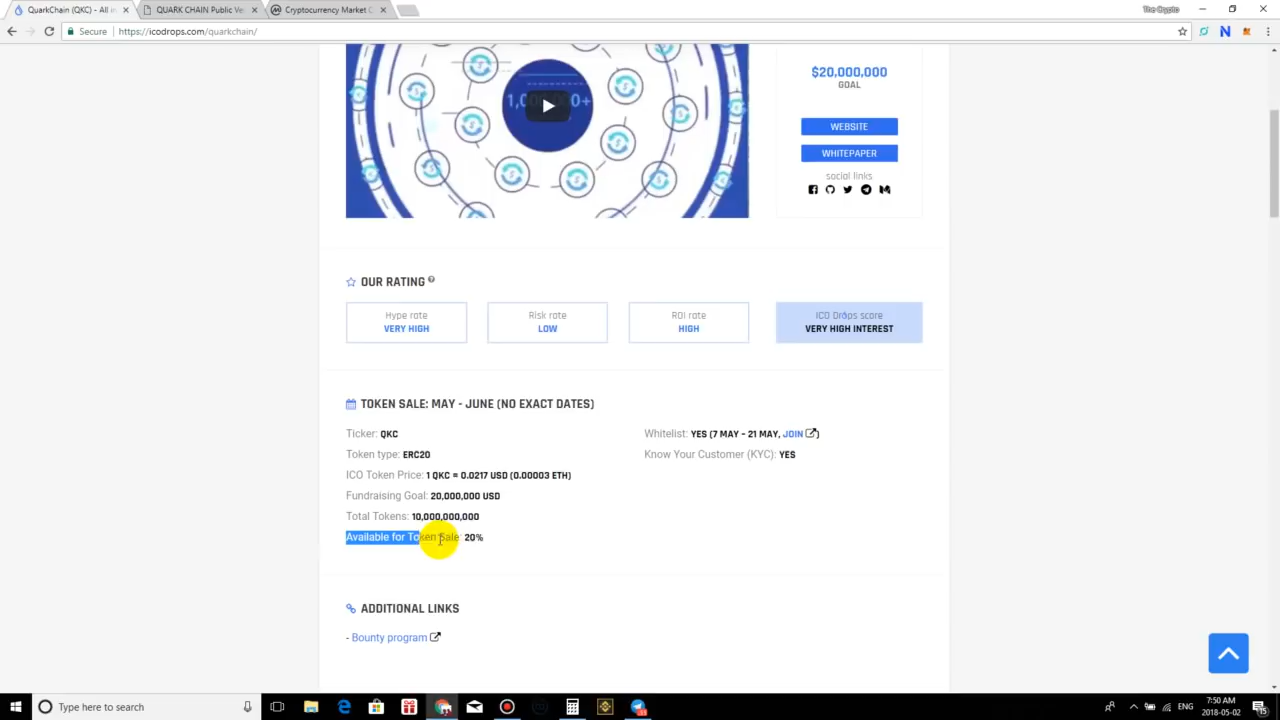 QuarkChain (QKC) - All in
QUARK CHAIN Public Ve
Cryptocurrency Market C
The Crypto
Secure
https://icodrops.com/quarkchain/
$20,000,000
GOAL
WEBSITE
WHITEPAPER
social links
OUR RATING
Hype rate
VERY HIGH
Risk rate
LOW
ROI rate
HIGH
ICO Drops score
VERY HIGH INTEREST
TOKEN SALE: MAY - JUNE (NO EXACT DATES)
Ticker: QKC
Token type: ERC20
ICO Token Price: 1 QKC = 0.0217 USD (0.00003 ETH)
Fundraising Goal: 20,000,000 USD
Total Tokens: 10,000,000,000
Available for Token Sale: 20%
Whitelist: YES (7 MAY – 21 MAY, JOIN )
Know Your Customer (KYC): YES
ADDITIONAL LINKS
- Bounty program
Type here to search
ENG
7:50 AM
2018-05-02
15